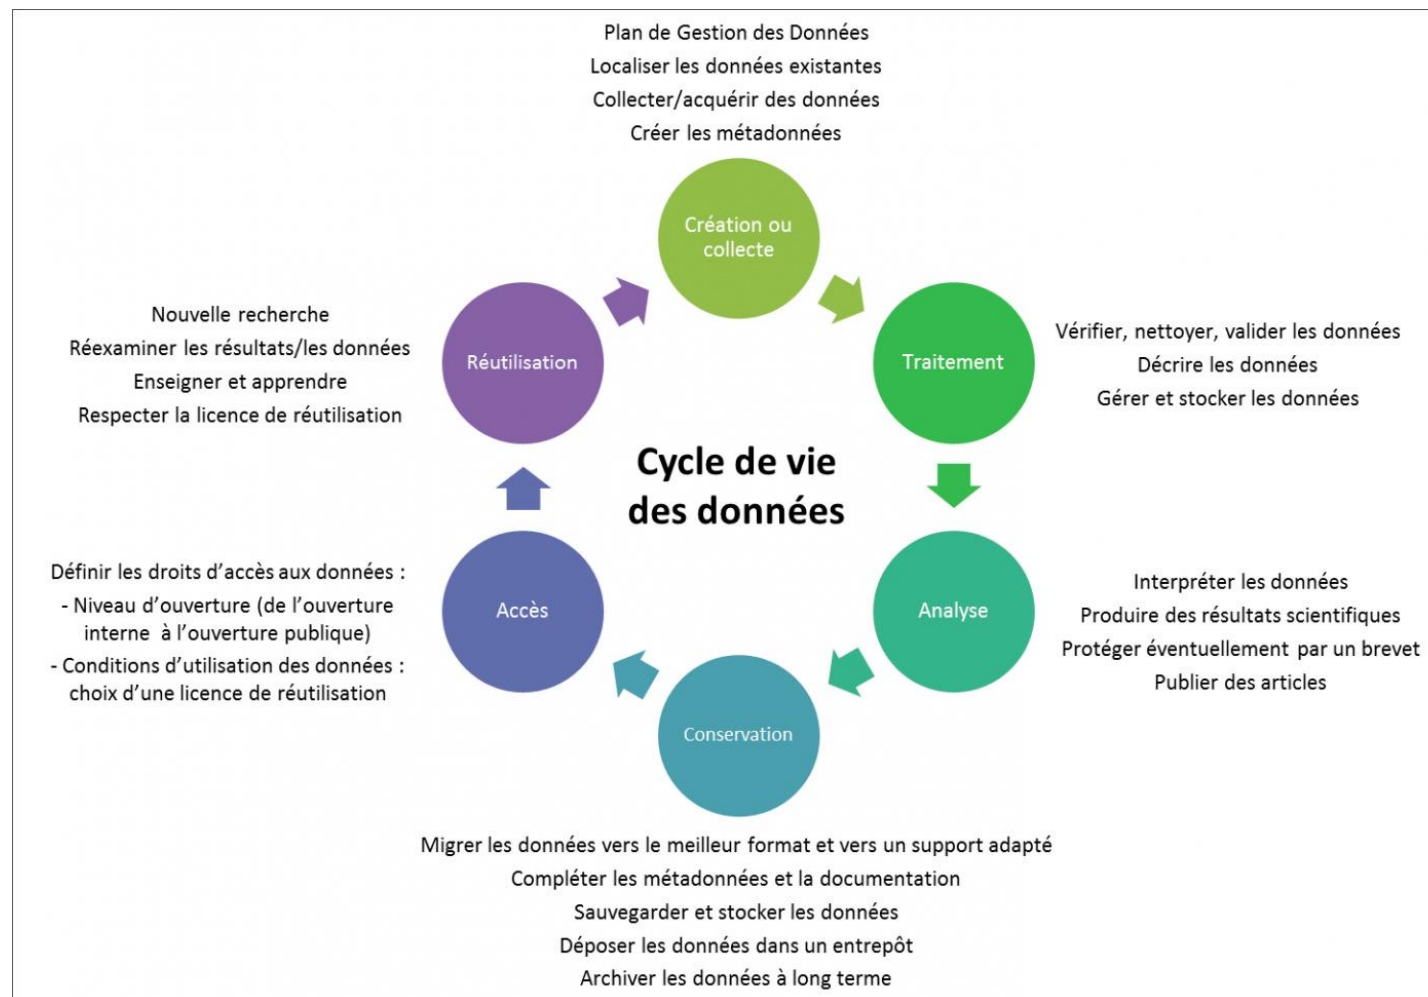 Plan de Gestion des Données
Localiser les données existantes
Collecter/acquérir des données
Créer les métadonnées
Création ou
collecte
Traitement
Vérifier, nettoyer, valider les données
Décrire les données
Gérer et stocker les données
Analyse
Interpréter les données
Produire des résultats scientifiques
Protéger éventuellement par un brevet
Publier des articles
Conservation
Migrer les données vers le meilleur format et vers un support adapté
Compléter les métadonnées et la documentation
Sauvegarder et stocker les données
Déposer les données dans un entrepôt
Archiver les données à long terme
Accès
Définir les droits d’accès aux données :
- Niveau d’ouverture (de l’ouverture
interne à l’ouverture publique)
- Conditions d’utilisation des données :
choix d’une licence de réutilisation
Réutilisation
Nouvelle recherche
Réexaminer les résultats/les données
Enseigner et apprendre
Respecter la licence de réutilisation
Cycle de vie
des données